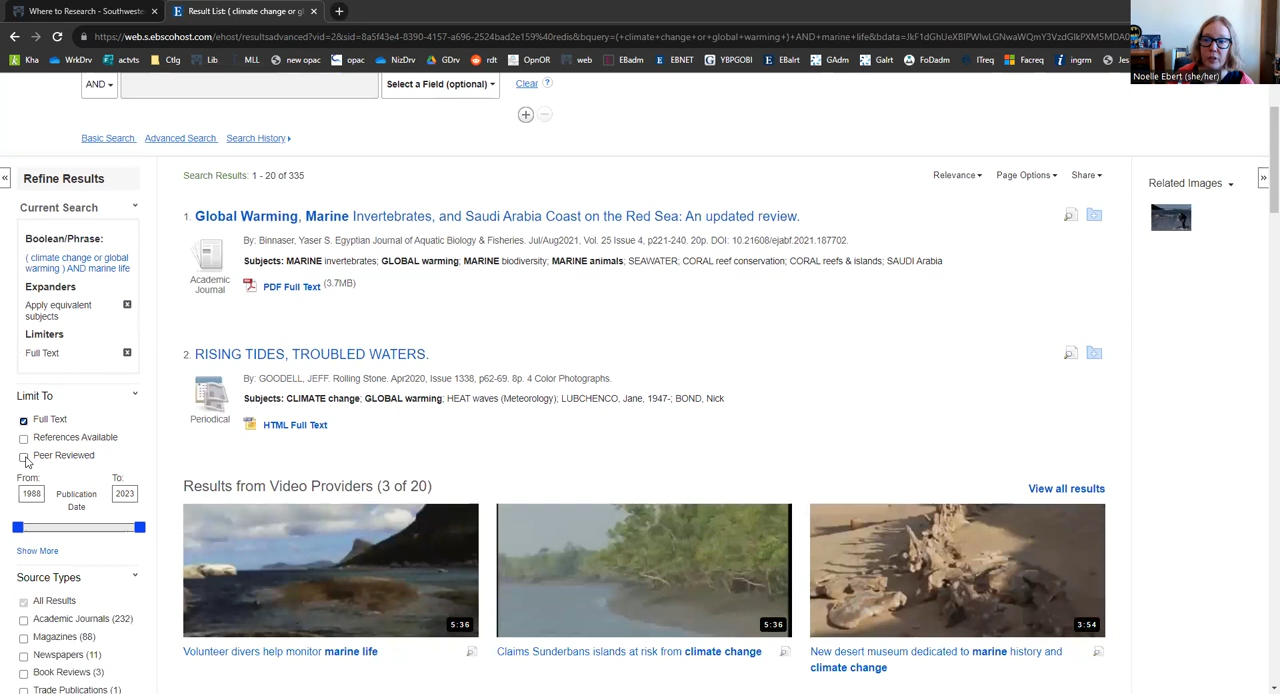 Where to Research - Southweste
Result List: ( climate change or gl
https://web.s.ebscohost.com/ehost/resultsadvanced?vid=2&sid=8a5f43e4-8390-4157-a696-2524bad2e159%40redis&bquery=(+climate+change+or+global+warming+)+AND+marine+life&bdata=
Kha WrkDrv actvts Ctlg Lib MLL new opac opac NizDrv GDrv rdt OpnOR web EBadm EBNET YBPGOBI EBalrt GAdm Galrt FoDadm ITreq Facreq ingrm Jes
Noelle Ebert (she/her)
AND
Select a Field (optional)
Clear
Basic Search Advanced Search Search History
Refine Results
Current Search
Boolean/Phrase:
( climate change or global
warming ) AND marine life
Expanders
Apply equivalent
subjects
Limiters
Full Text
Limit To
Full Text
References Available
Peer Reviewed
From: To:
1988 Publication 2023
Date
Show More
Source Types
All Results
Academic Journals (232)
Magazines (88)
Newspapers (11)
Book Reviews (3)
Trade Publications (1)
Search Results: 1 - 20 of 335
Relevance Page Options Share
1. Global Warming, Marine Invertebrates, and Saudi Arabia Coast on the Red Sea: An updated review.
By: Binnaser, Yaser S. Egyptian Journal of Aquatic Biology & Fisheries. Jul/Aug2021, Vol. 25 Issue 4, p221-240. 20p. DOI: 10.21608/ejabf.2021.187702.
Subjects: MARINE invertebrates; GLOBAL warming; MARINE biodiversity; MARINE animals; SEAWATER; CORAL reef conservation; CORAL reefs & islands; SAUDI Arabia
Academic
Journal
PDF Full Text (3.7MB)
2. RISING TIDES, TROUBLED WATERS.
By: GOODELL, JEFF. Rolling Stone. Apr2020, Issue 1338, p62-69. 8p. 4 Color Photographs.
Subjects: CLIMATE change; GLOBAL warming; HEAT waves (Meteorology); LUBCHENCO, Jane, 1947-; BOND, Nick
Periodical
HTML Full Text
Results from Video Providers (3 of 20)
View all results
5:36
5:36
3:54
Volunteer divers help monitor marine life
Claims Sunderbans islands at risk from climate change
New desert museum dedicated to marine history and
climate change
Related Images